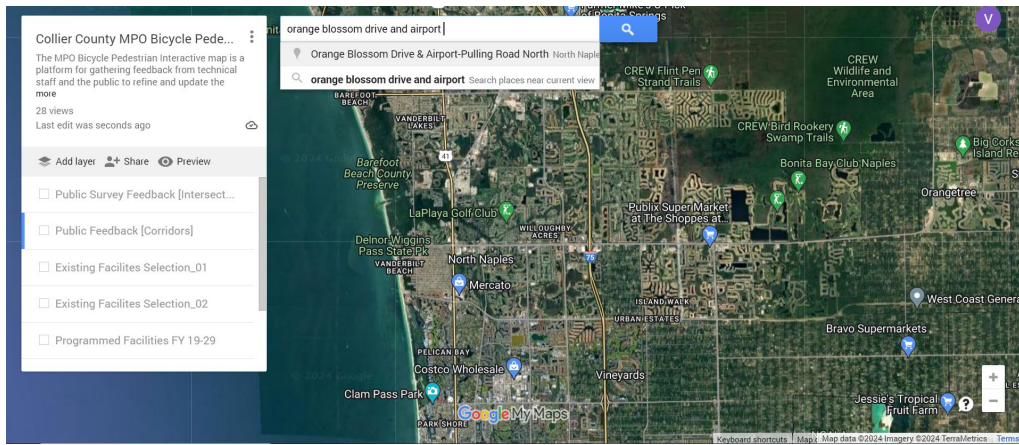 Collier County MPO Bicycle Pede...
The MPO Bicycle Pedestrian Interactive map is a
platform for gathering feedback from technical
staff and the public to refine and update the
more
28 views
Last edit was seconds ago
Add layer
Share
Preview
Public Survey Feedback [Intersect...
Public Feedback [Corridors]
Existing Facilites Selection_01
Existing Facilites Selection_02
Programmed Facilities FY 19-29
orange blossom drive and airport
Orange Blossom Drive & Airport-Pulling Road North North Naple
orange blossom drive and airport Search places near current view
V
CREW Flint Pen
Strand Trails
CREW
Wildlife and
Environmental
Area
BAREFOOT
BEACH
VANDERBILT
LAKES
CREW Bird Rookery
Swamp Trails
Big Corks
Island Re
41
Barefoot
Beach County
Preserve
Bonita Bay Club Naples
Orangetree
LaPlaya Golf Club
Publix Super Market
at The Shoppes at...
WILLOUGHBY
ACRES
Delnor-Wiggins
Pass State Pk
VANDERBILT
BEACH
North Naples
75
Mercato
ISLAND WALK
West Coast Genera
URBAN ESTATES
Bravo Supermarkets
PELICAN BAY
Costco Wholesale
Vineyards
Clam Pass Park
Jessie's Tropical
Fruit Farm
PARK SHORE
Google My Maps
Keyboard shortcuts
Map data ©2024 Imagery ©2024 TerraMetrics
Terms